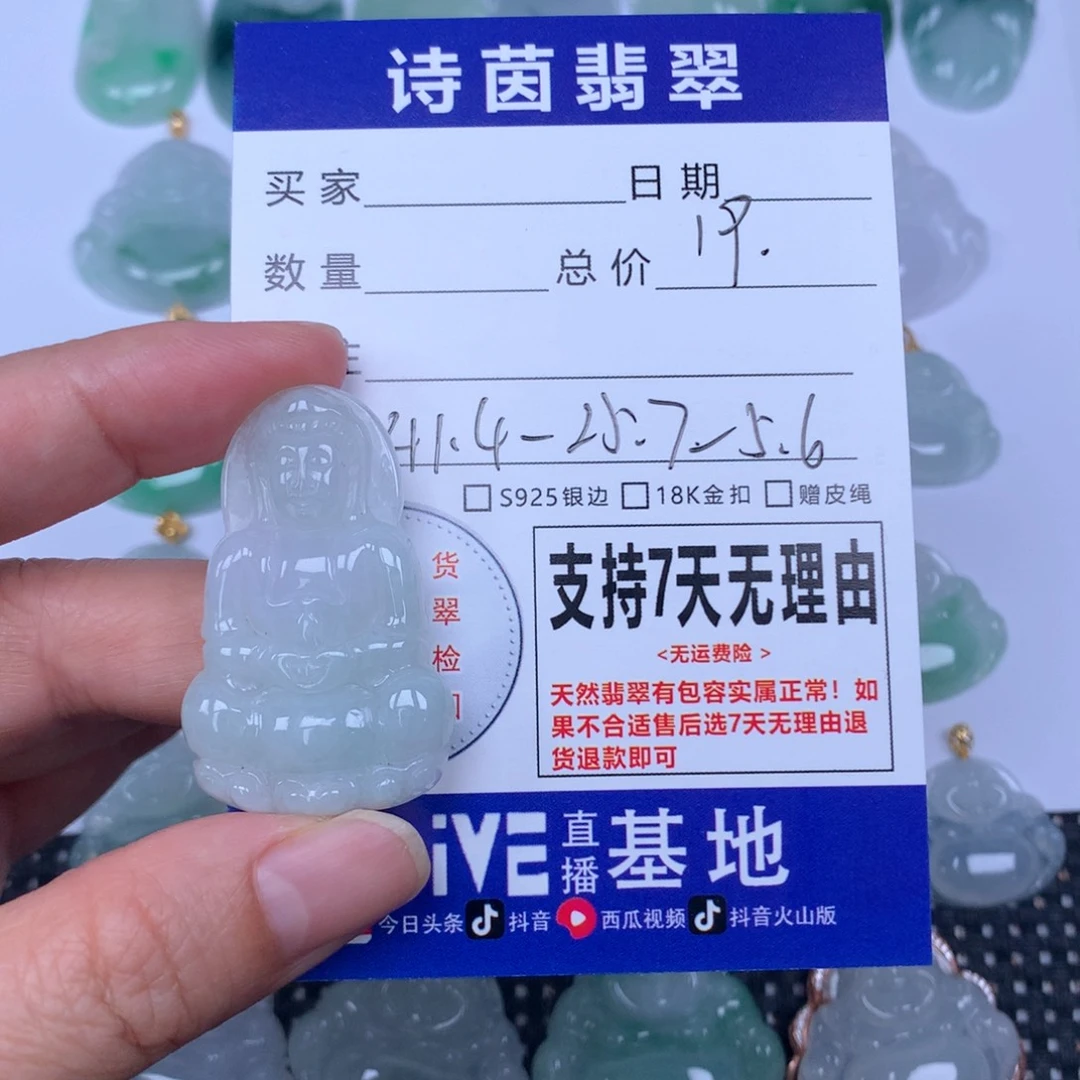 诗茵翡翠
买家 日期
数量 总价 19.
41.4-25.7-5.6
S925银边 18K金扣 赠皮绳
货
翠
检
支持7天无理由
<无运费险 >
天然翡翠有包容实属正常！如
果不合适售后选7天无理由退
货退款即可
iVE 直播 基地
今日头条 抖音 西瓜视频 抖音火山版